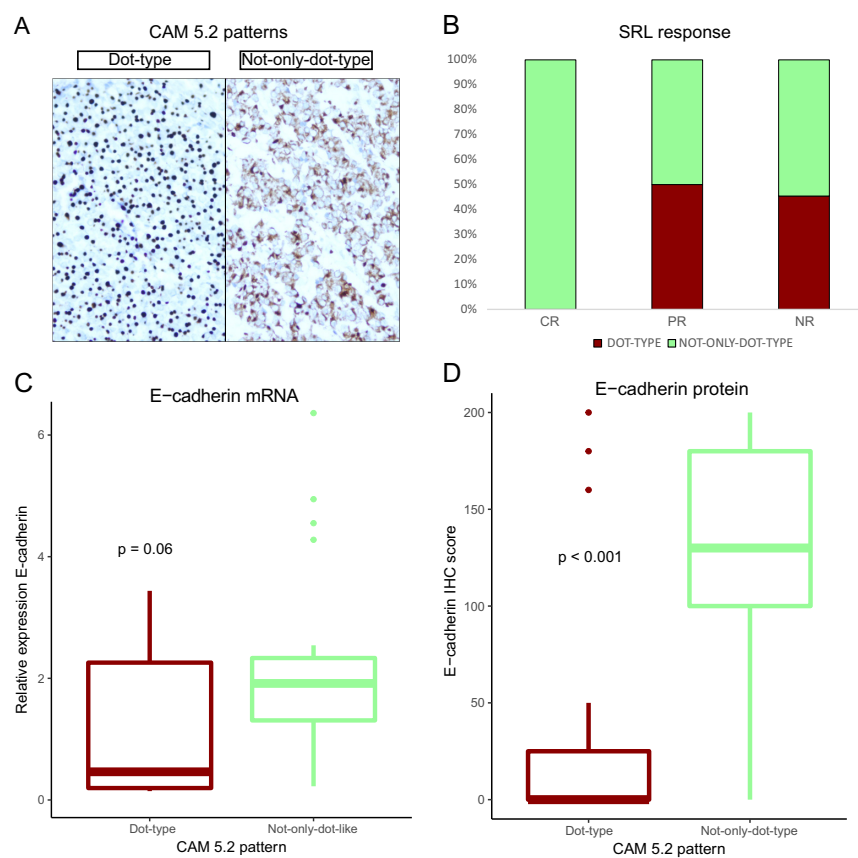 A
CAM 5.2 patterns
Dot-type
Not-only-dot-type
B
SRL response
100%
90%
80%
70%
60%
50%
40%
30%
20%
10%
0%
CR
PR
NR
DOT-TYPE
NOT-ONLY-DOT-TYPE
C
E−cadherin mRNA
Relative expression E-cadherin
6
4
2
0
p = 0.06
Dot−type
Not−only−dot−like
CAM 5.2 pattern
D
E−cadherin protein
E−cadherin IHC score
200
150
100
50
0
p < 0.001
Dot−type
Not−only−dot−type
CAM 5.2 pattern